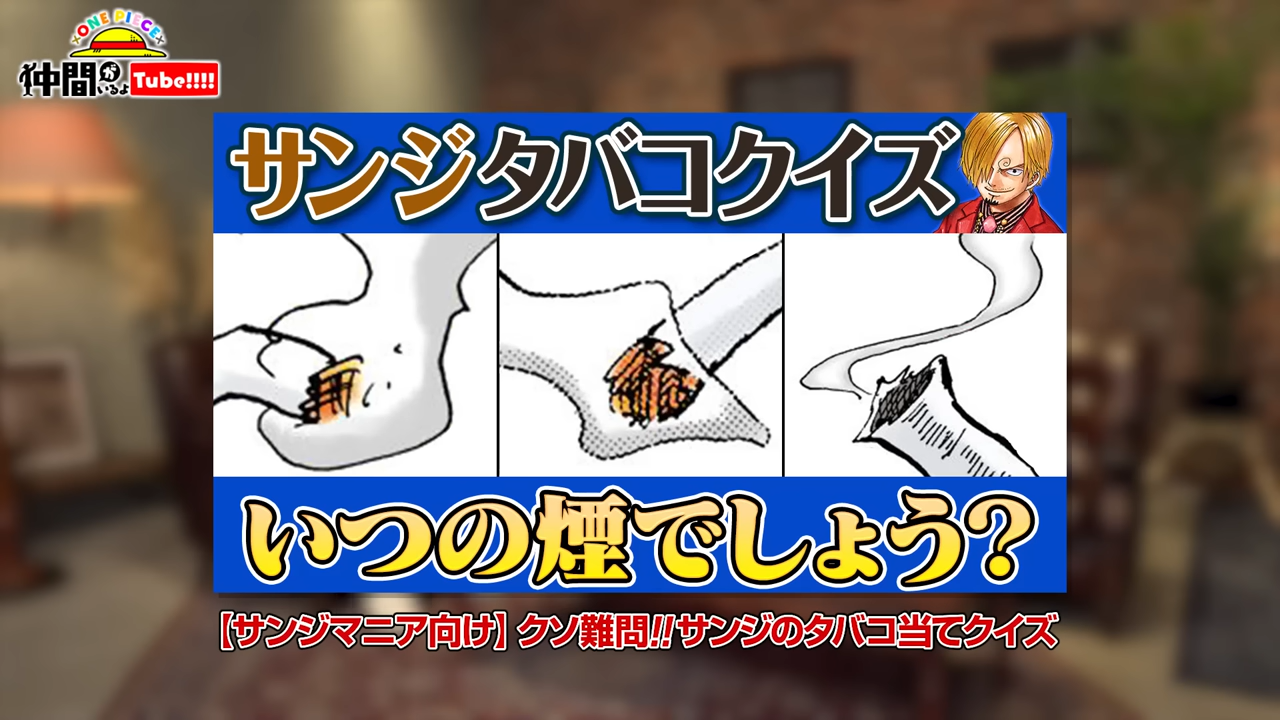 ONE PIECE
仲間がいるよTube!!!!
サンジタバコクイズ
いつの煙でしょう?
【サンジマニア向け】クソ難問!!サンジのタバコ当てクイズ